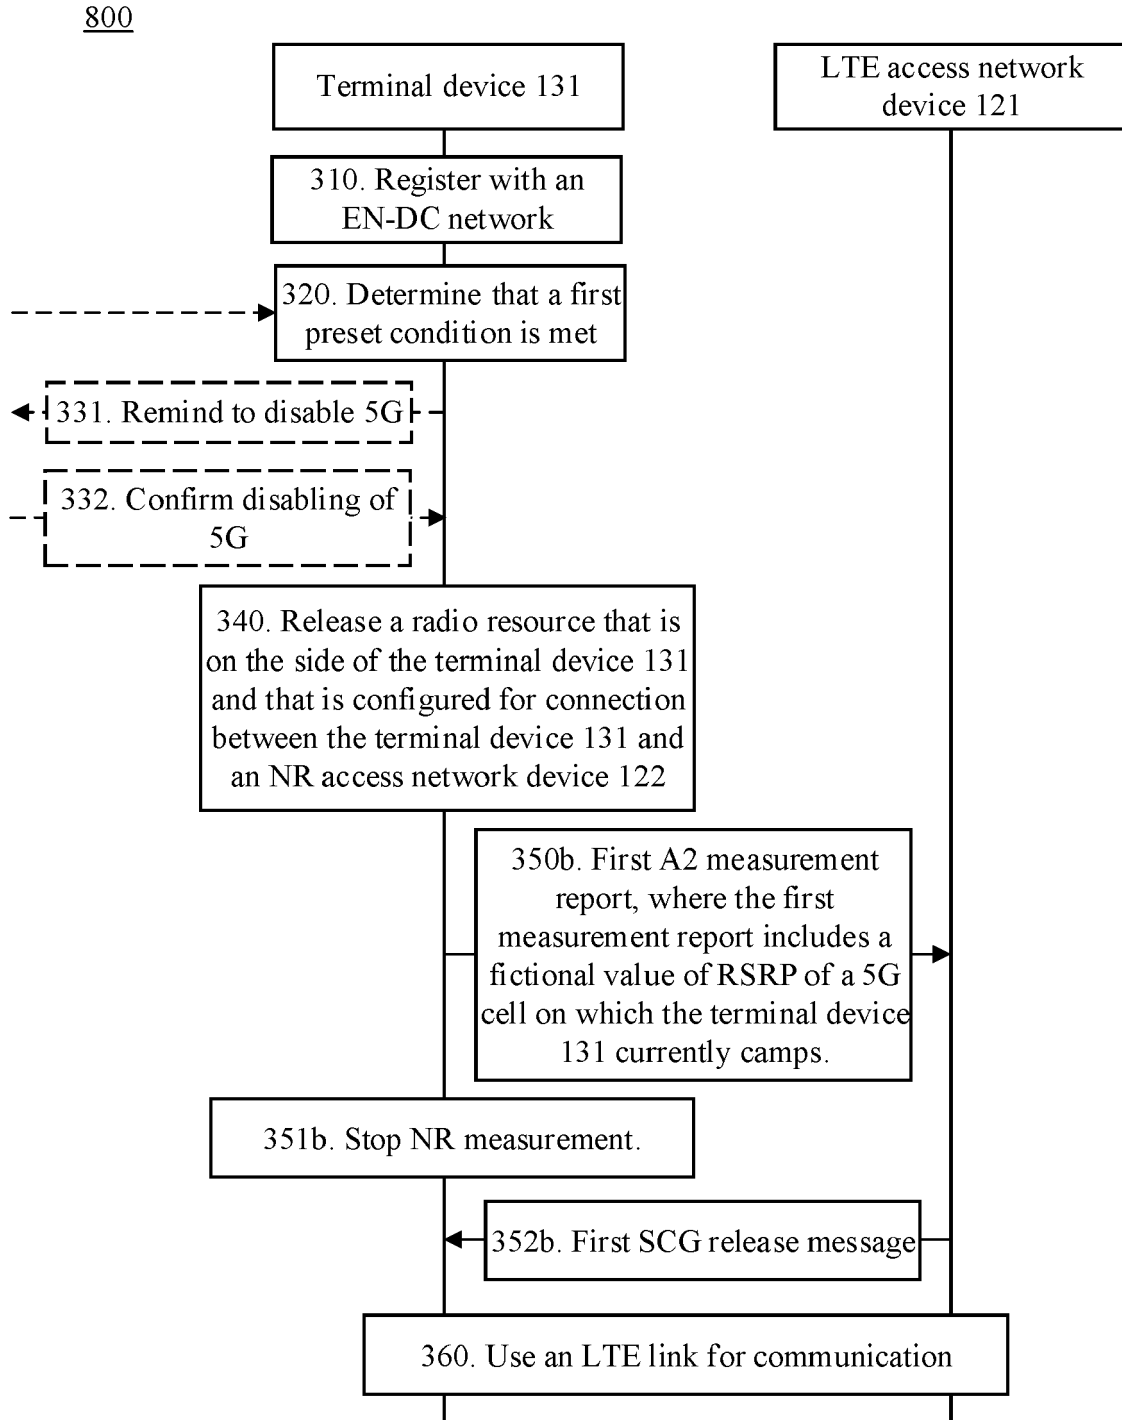 800
Terminal device 131
LTE access network
device 121
310. Register with an
EN-DC network
320. Determine that a first
preset condition is met
331. Remind to disable 5G
332. Confirm disabling of
5G
340. Release a radio resource that is
on the side of the terminal device 131
and that is configured for connection
between the terminal device 131 and
an NR access network device 122
350b. First A2 measurement
report, where the first
measurement report includes a
fictional value of RSRP of a 5G
cell on which the terminal device
131 currently camps.
351b. Stop NR measurement.
352b. First SCG release message
360. Use an LTE link for communication